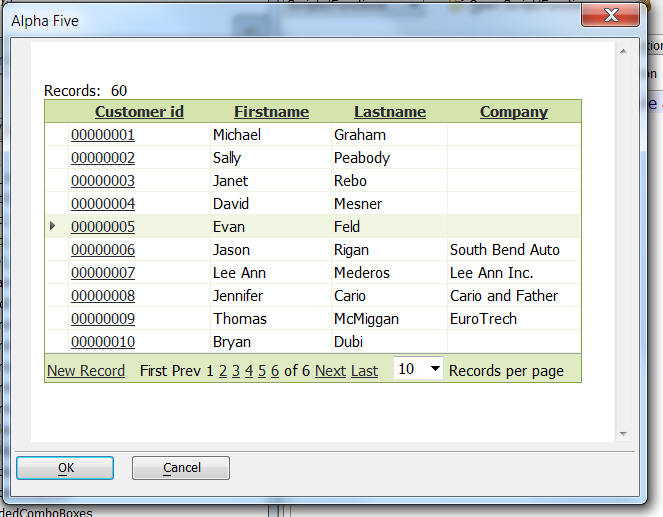 Alpha Five
Records: 60
Customer id Firstname Lastname Company
00000001 Michael Graham
00000002 Sally Peabody
00000003 Janet Rebo
00000004 David Mesner
00000005 Evan Feld
00000006 Jason Rigan South Bend Auto
00000007 Lee Ann Mederos Lee Ann Inc.
00000008 Jennifer Cario Cario and Father
00000009 Thomas McMiggan EuroTrech
00000010 Bryan Dubi
New Record First Prev 1 2 3 4 5 6 of 6 Next Last 10 Records per page
OK Cancel
dedComboBoxes